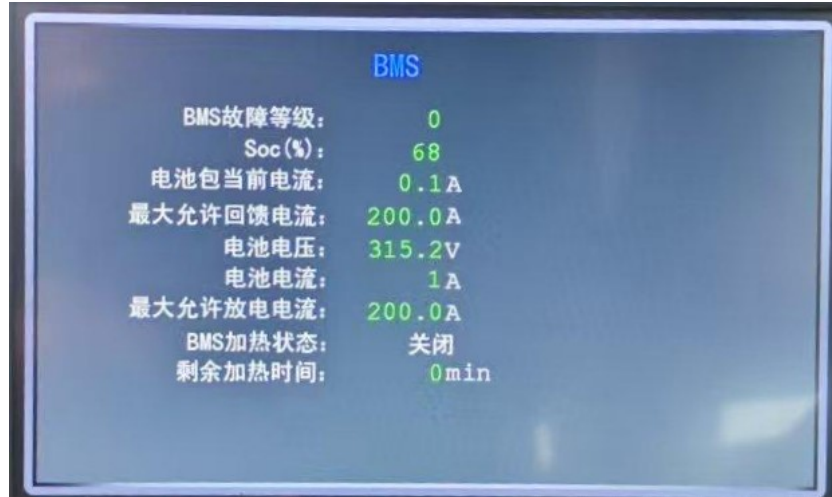 BMS
BMS故障等级: 0
Soc(%): 68
电池包当前电流: 0.1A
最大允许回馈电流: 200.0A
电池电压: 315.2V
电池电流: 1A
最大允许放电电流: 200.0A
BMS加热状态: 关闭
剩余加热时间: 0min